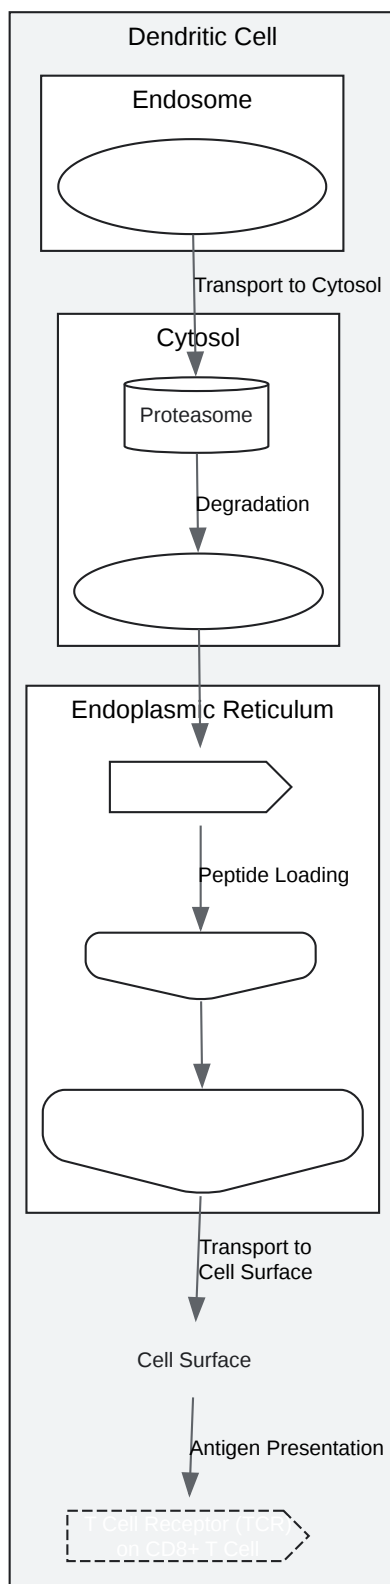 Dendritic Cell
Endosome
Transport to Cytosol
Cytosol
Proteasome
Degradation
Endoplasmic Reticulum
Peptide Loading
Transport to
Cell Surface
Cell Surface
Antigen Presentation
T Cell Receptor (TCR)
on CD8+ T Cell